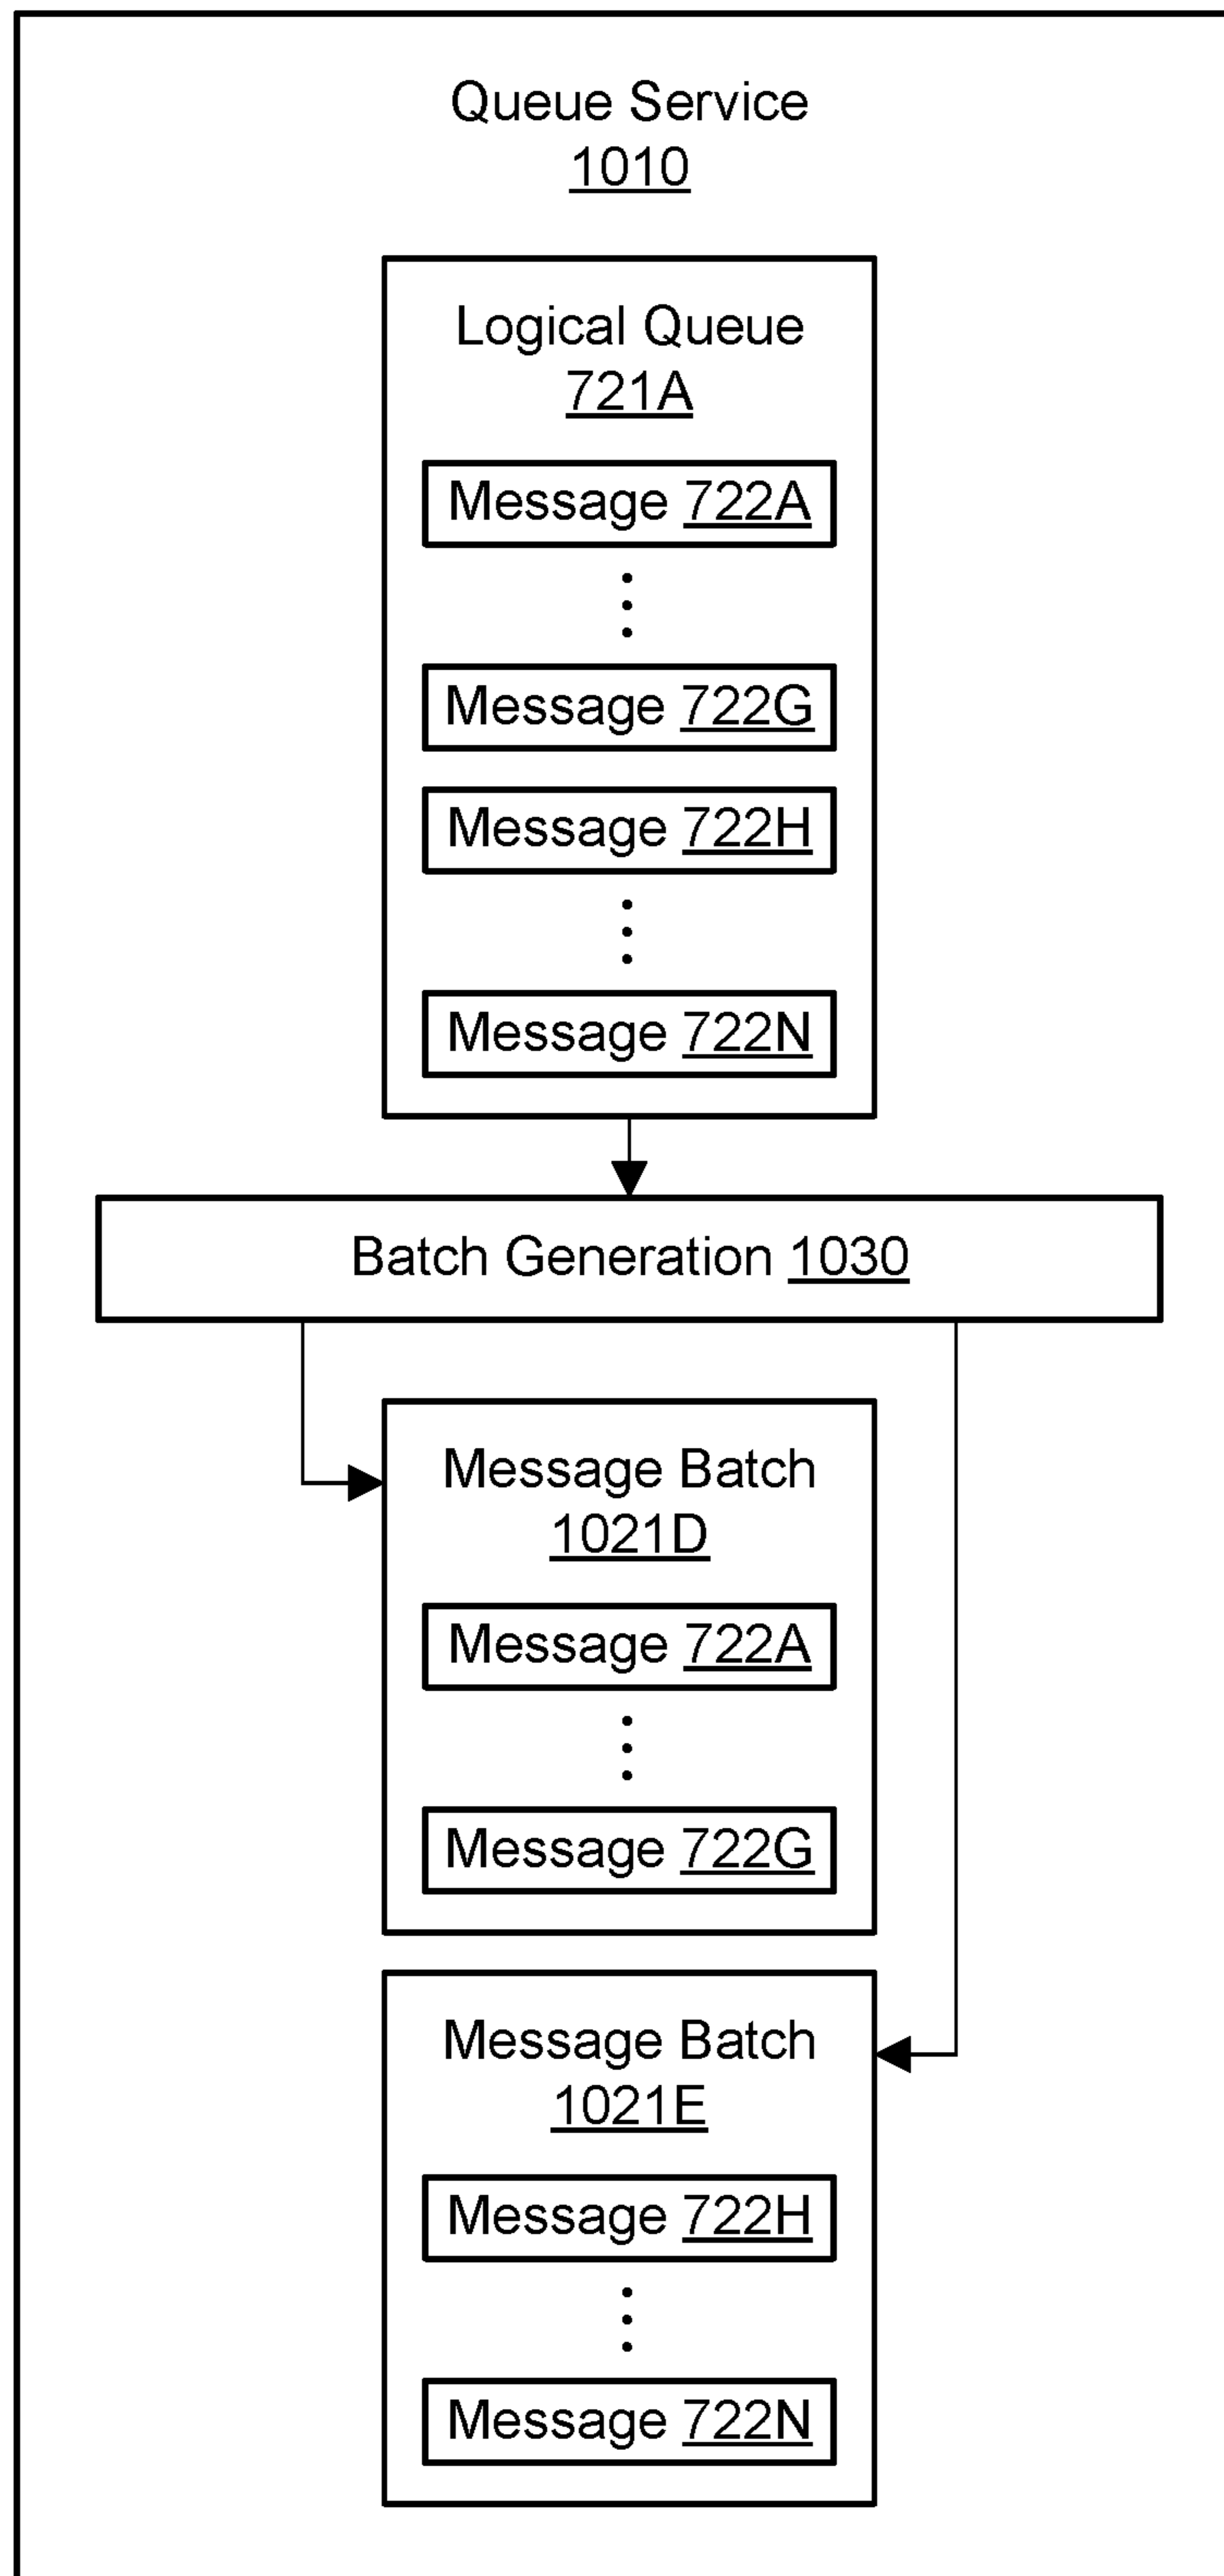 Queue Service
1010
Logical Queue
721A
Message 722A
Message 722G
Message 722H
Message 722N
Batch Generation 1030
Message Batch
1021D
Message 722A
Message 722G
Message Batch
1021E
Message 722H
Message 722N